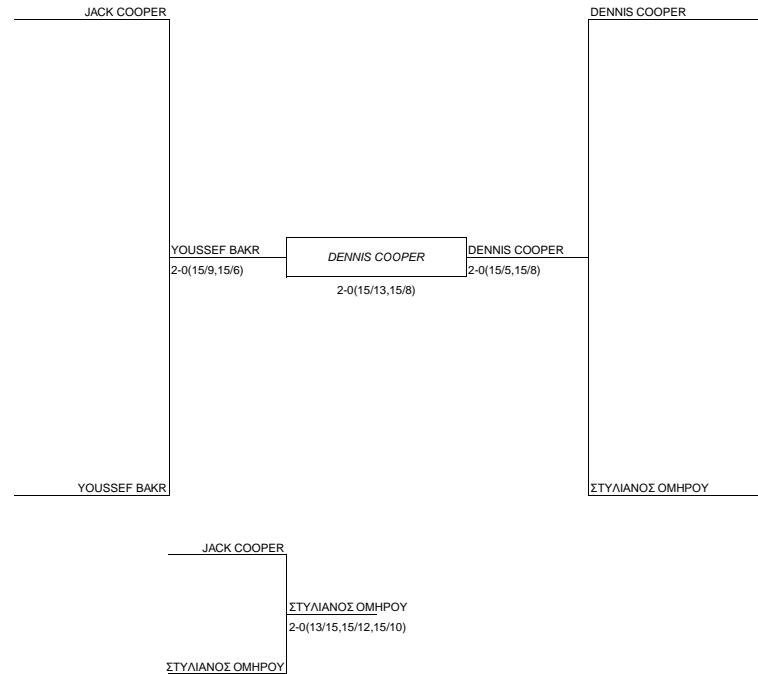 JACK COOPER
DENNIS COOPER
YOUSSEF BAKR
DENNIS COOPER
DENNIS COOPER
2-0(15/9,15/6)
2-0(15/5,15/8)
2-0(15/13,15/8)
YOUSSEF BAKR
ΣΤΥΛΙΑΝΟΣ ΟΜΗΡΟΥ
JACK COOPER
ΣΤΥΛΙΑΝΟΣ ΟΜΗΡΟΥ
2-0(13/15,15/12,15/10)
ΣΤΥΛΙΑΝΟΣ ΟΜΗΡΟΥ